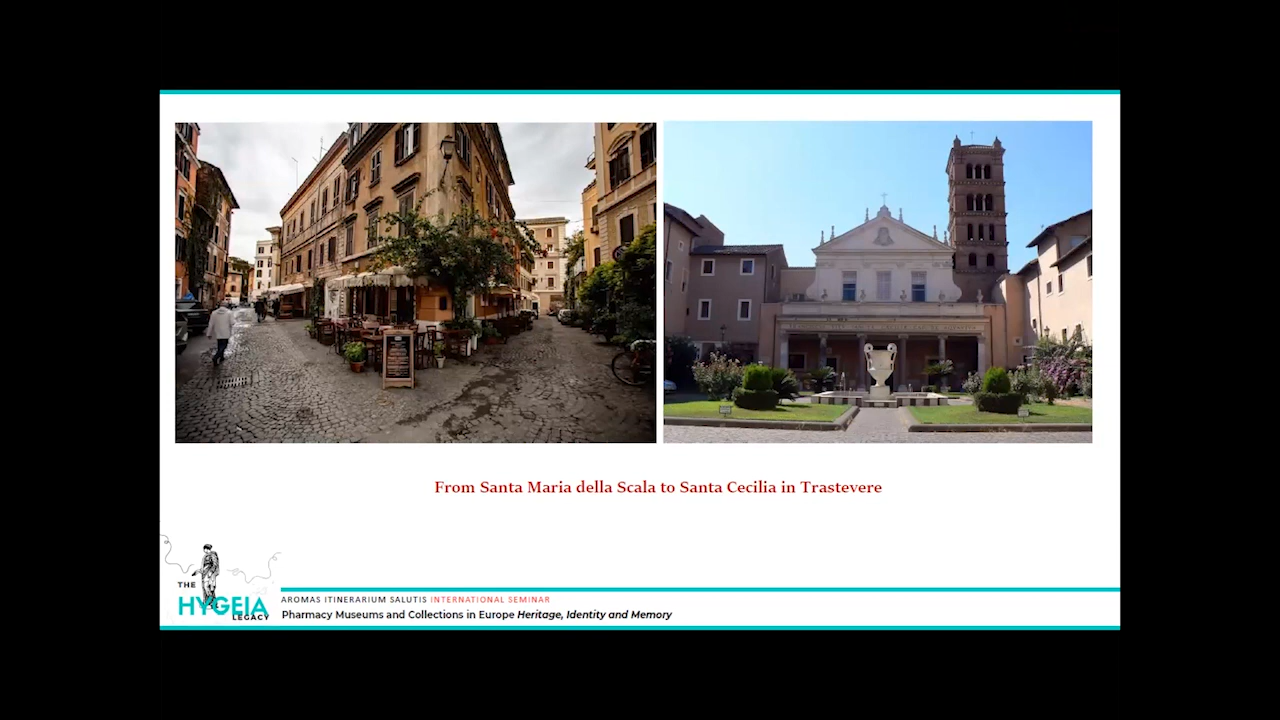 From Santa Maria della Scala to Santa Cecilia in Trastevere
THE
HYGEIA
LEGACY
AROMAS ITINERARIUM SALUTIS INTERNATIONAL SEMINAR
Pharmacy Museums and Collections in Europe Heritage, Identity and Memory